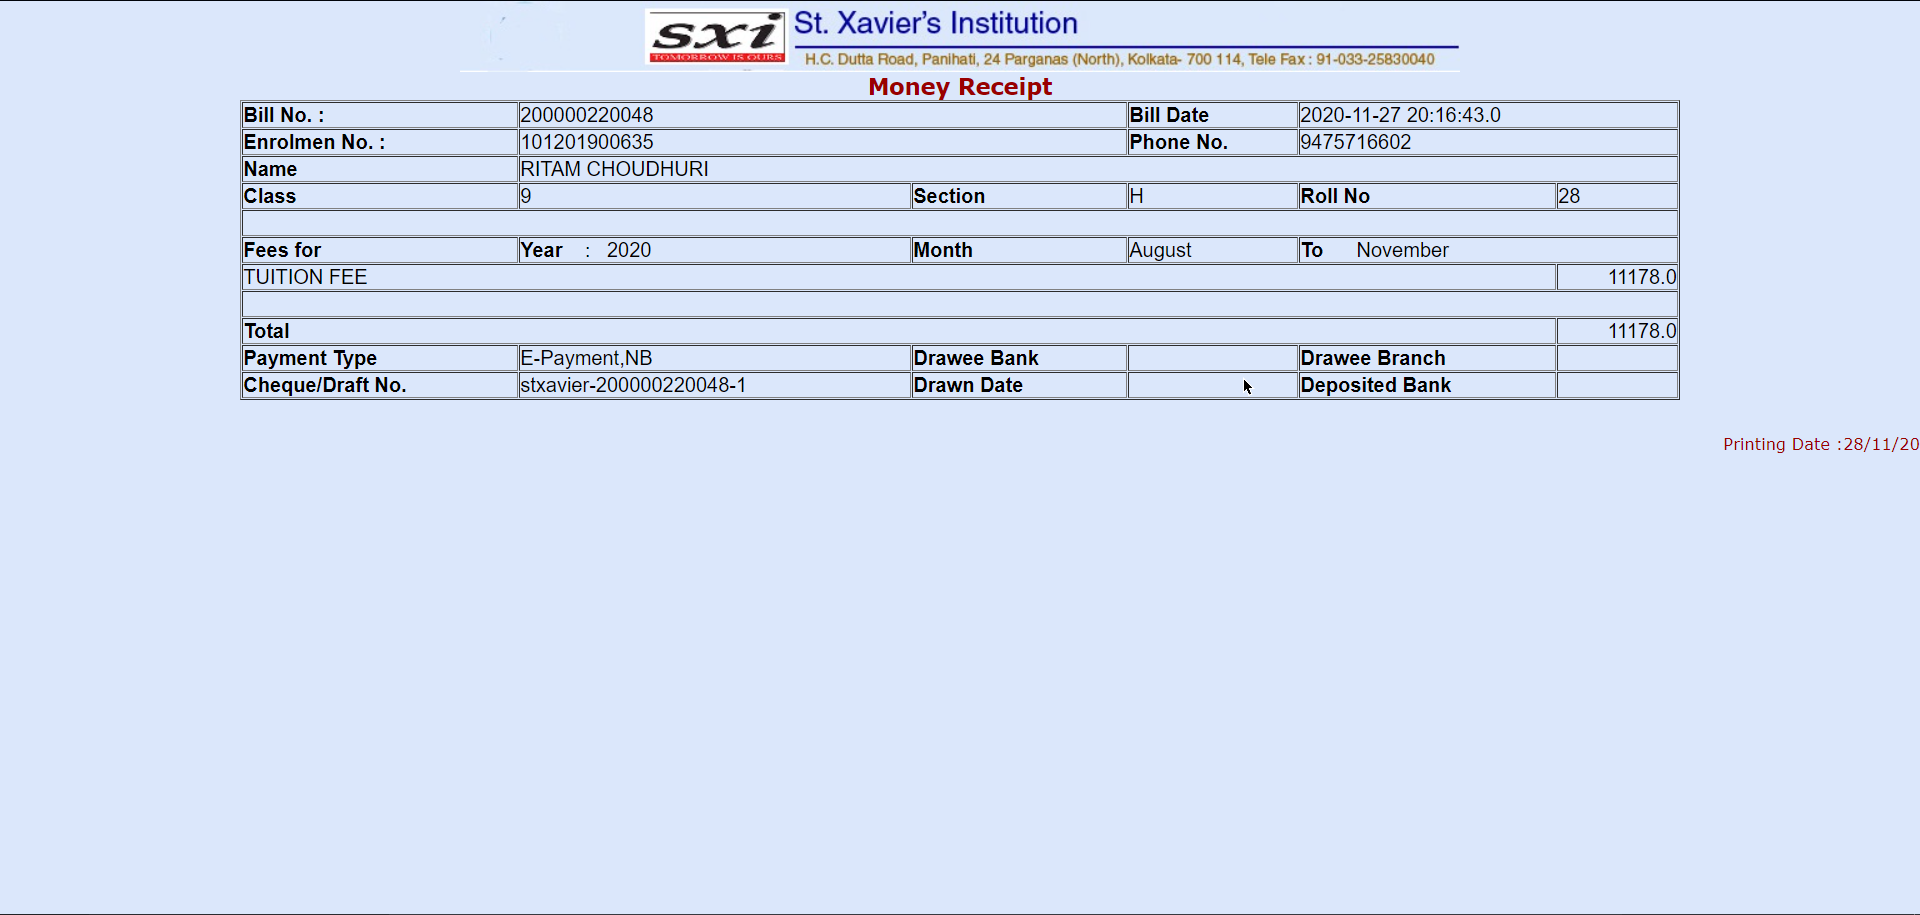 sxi
TOMORROW IS OURS
St. Xavier's Institution
H.C. Dutta Road, Panihati, 24 Parganas (North), Kolkata- 700 114, Tele Fax : 91-033-25830040
Money Receipt
Bill No. : 200000220048 Bill Date 2020-11-27 20:16:43.0
Enrolmen No. : 101201900635 Phone No. 9475716602
Name RITAM CHOUDHURI
Class 9 Section H Roll No 28
Fees for Year : 2020 Month August To November
TUITION FEE 11178.0
Total 11178.0
Payment Type E-Payment,NB Drawee Bank Drawee Branch
Cheque/Draft No. stxavier-200000220048-1 Drawn Date Deposited Bank
Printing Date :28/11/20